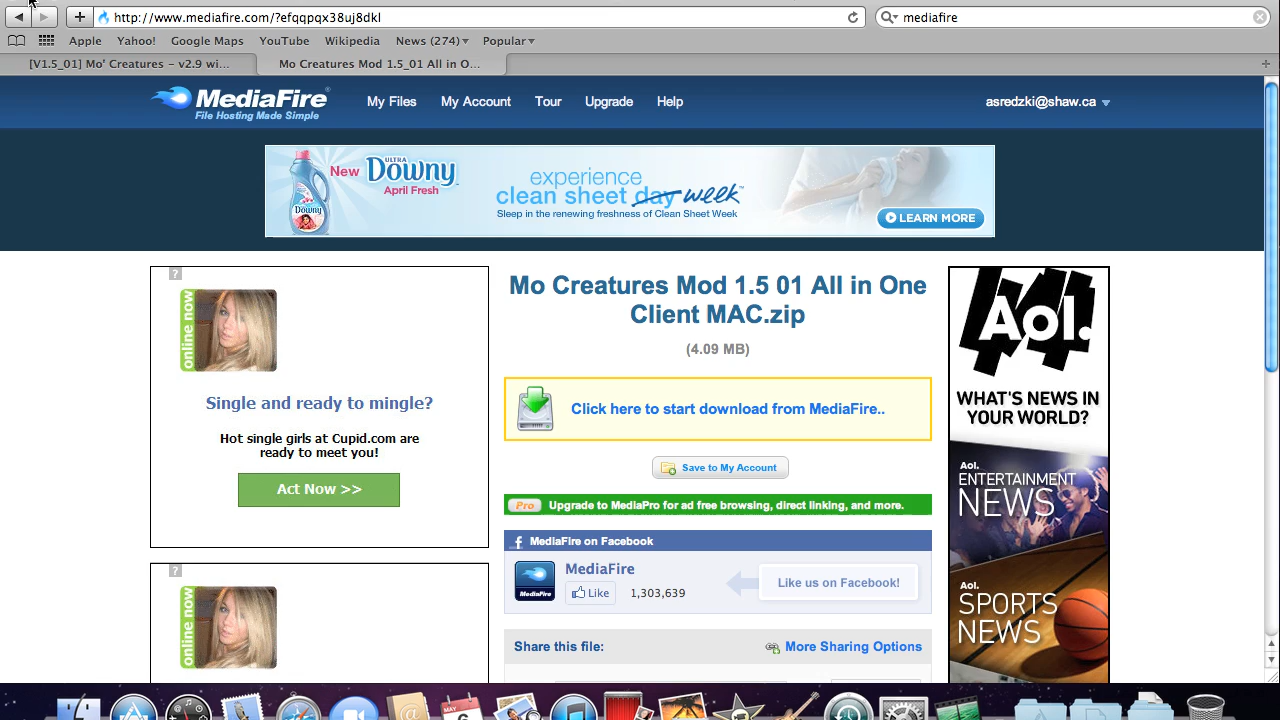 http://www.mediafire.com/?efqqpqx38uj8dkl
mediafire
Apple Yahoo! Google Maps YouTube Wikipedia News (274) Popular
[V1.5_01] Mo' Creatures – v2.9 wi...
Mo Creatures Mod 1.5_01 All in O...
MediaFire
File Hosting Made Simple
My Files My Account Tour Upgrade Help
asredzki@shaw.ca
New ULTRA Downy
April Fresh
Downy
experience
clean sheet day week
Sleep in the renewing freshness of Clean Sheet Week
LEARN MORE
?
online now
Single and ready to mingle?
Hot single girls at Cupid.com are
ready to meet you!
Act Now >>
?
online now
Mo Creatures Mod 1.5 01 All in One
Client MAC.zip
(4.09 MB)
Click here to start download from MediaFire..
Save to My Account
Pro Upgrade to MediaPro for ad free browsing, direct linking, and more.
f MediaFire on Facebook
MediaFire
MediaFire
Like 1,303,639
Like us on Facebook!
Share this file:
More Sharing Options
Aol.
WHAT'S NEWS IN
YOUR WORLD?
Aol.
ENTERTAINMENT
NEWS
Aol.
SPORTS
NEWS
MAY
6